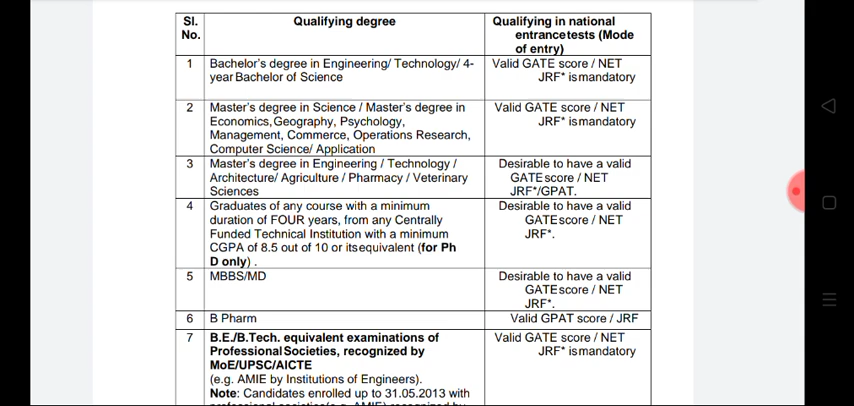 Sl. No.
Qualifying degree
Qualifying in national entrancetests (Mode of entry)
1
Bachelor's degree in Engineering/ Technology/ 4-
year Bachelor of Science
Valid GATE score / NET
JRF* is mandatory
2
Master's degree in Science / Master's degree in
Economics, Geography, Psychology,
Management, Commerce, Operations Research,
Computer Science/ Application
Valid GATE score / NET
JRF* is mandatory
3
Master's degree in Engineering / Technology /
Architecture/ Agriculture / Pharmacy / Veterinary
Sciences
Desirable to have a valid
GATE score / NET
JRF*/GPAT.
4
Graduates of any course with a minimum
duration of FOUR years, from any Centrally
Funded Technical Institution with a minimum
CGPA of 8.5 out of 10 or its equivalent (for Ph
D only) .
Desirable to have a valid
GATE score / NET
JRF*.
5
MBBS/MD
Desirable to have a valid
GATE score / NET
JRF*.
6
B Pharm
Valid GPAT score / JRF
7
B.E./B.Tech. equivalent examinations of
Professional Societies, recognized by
MoE/UPSC/AICTE
(e.g. AMIE by Institutions of Engineers).
Note: Candidates enrolled up to 31.05.2013 with
Valid GATE score / NET
JRF* is mandatory